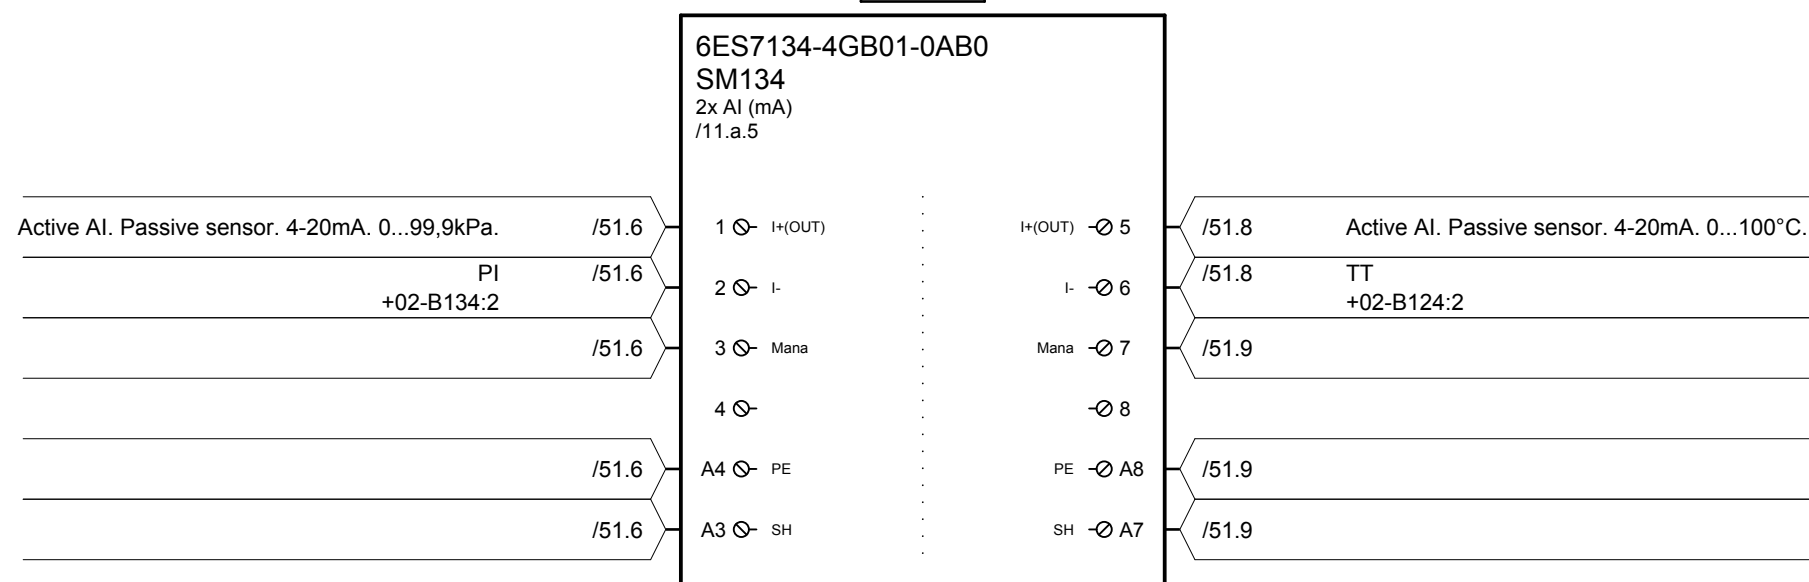 6ES7134-4GB01-0AB0
SM134
2x AI (mA)
/11.a.5
Active AI. Passive sensor. 4-20mA. 0...99,9kPa. /51.6 1 I+(OUT) I+(OUT) 5 /51.8 Active AI. Passive sensor. 4-20mA. 0...100°C.
PI /51.6 2 I- I- 6 /51.8 TT
+02-B134:2 +02-B124:2
/51.6 3 Mana Mana 7 /51.9
4 8
/51.6 A4 PE PE A8 /51.9
/51.6 A3 SH SH A7 /51.9